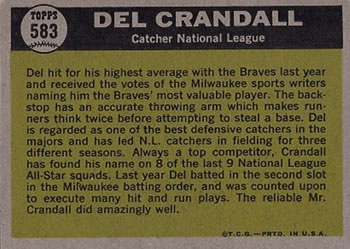 TOPPS
583
DEL CRANDALL
Catcher National League
Del hit for his highest average with the Braves last year
and received the votes of the Milwaukee sports writers
naming him the Braves' most valuable player. The back-
stop has an accurate throwing arm which makes run-
ners think twice before attempting to steal a base. Del
is regarded as one of the best defensive catchers in the
majors and has led N.L. catchers in fielding for three
different seasons. Always a top competitor, Crandall
has found his name on 8 of the last 9 National League
All-Star squads. Last year Del batted in the second slot
in the Milwaukee batting order, and was counted upon
to execute many hit and run plays. The reliable Mr.
Crandall did amazingly well.
©T.C.G.—PRTD. IN U.S.A.